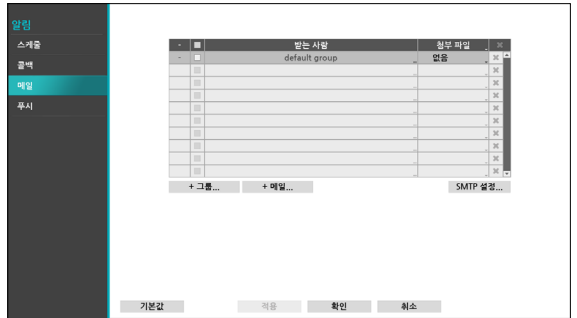 알림
스케줄
콜백
메일
푸시
- 받는 사람 첨부 파일
- default group 없음
+ 그룹... + 메일... SMTP 설정...
기본값 적용 확인 취소